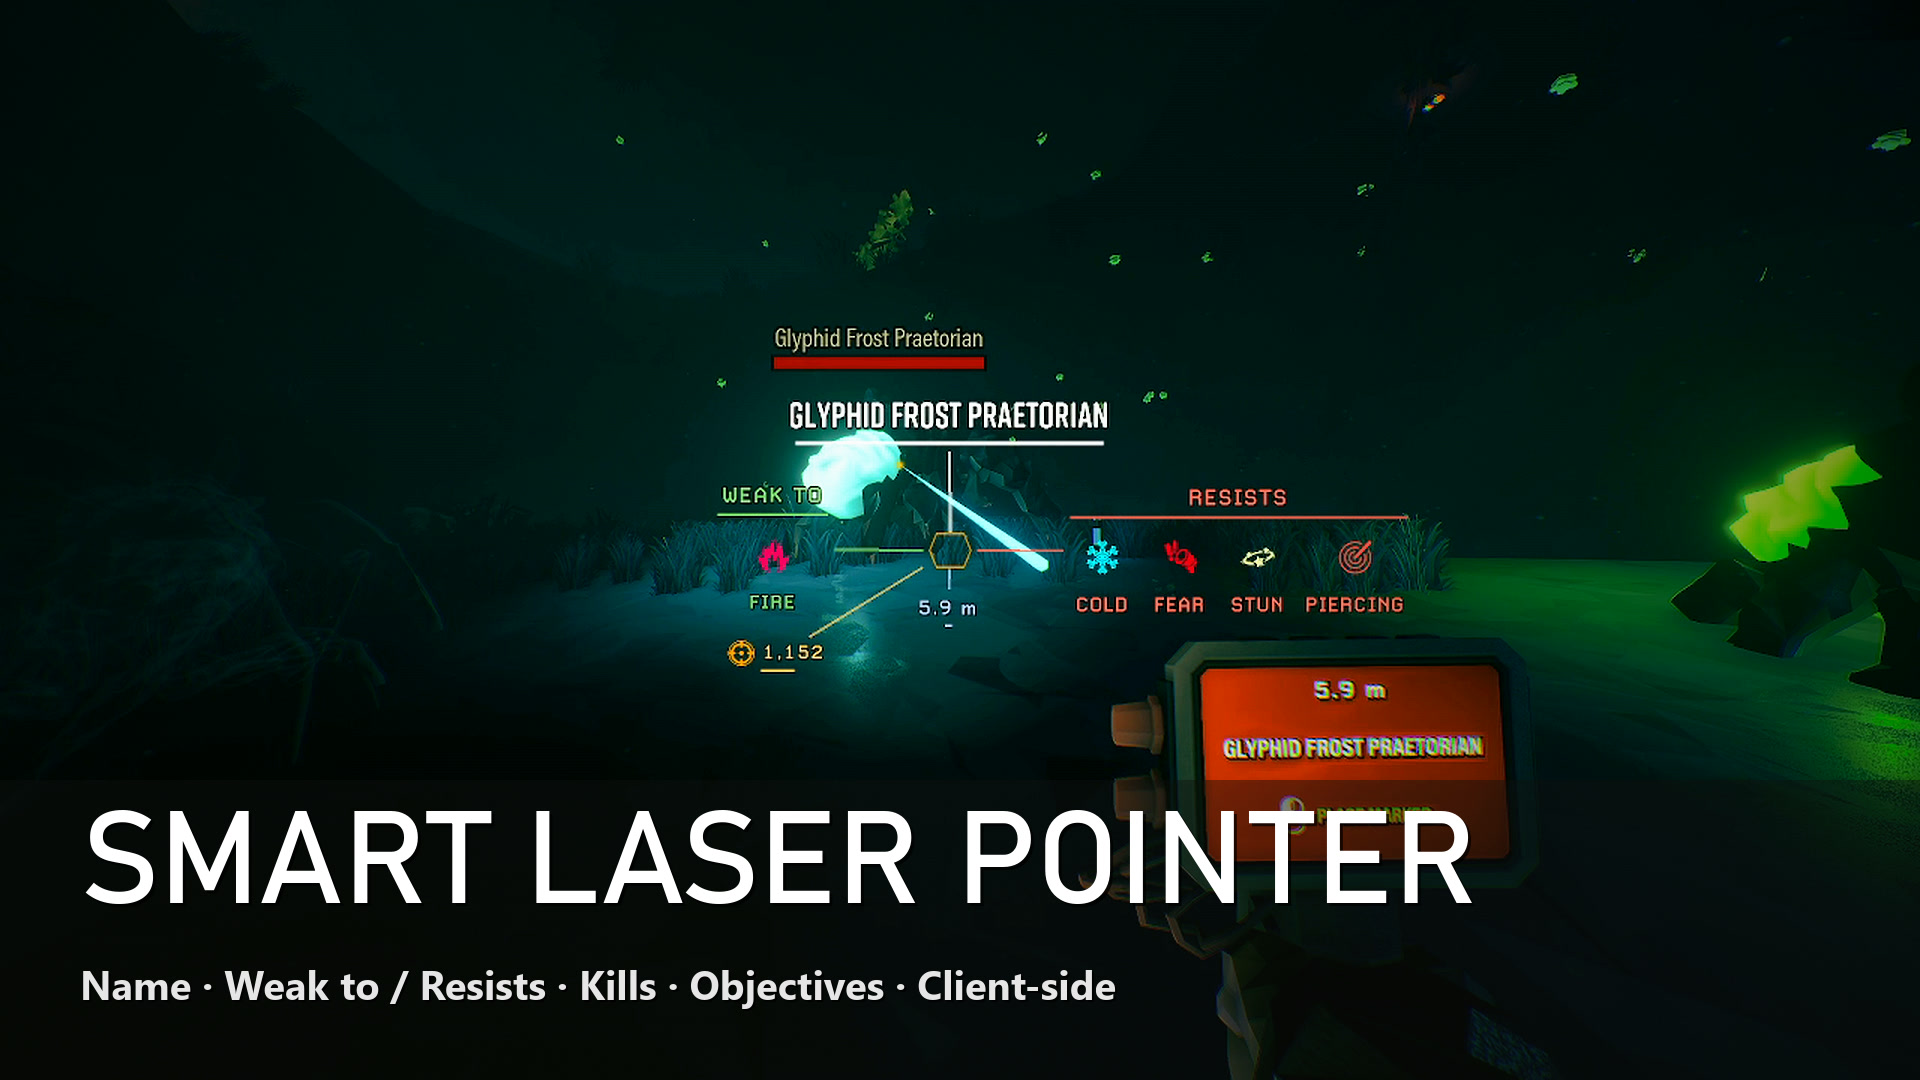 Glyphid Frost Praetorian
GLYPHID FROST PRAETORIAN
WEAK TO
RESISTS
FIRE
5.9 m
COLD FEAR STUN PIERCING
1,152
5.9 m
GLYPHID FROST PRAETORIAN
SMART LASER POINTER
Name · Weak to / Resists · Kills · Objectives · Client-side